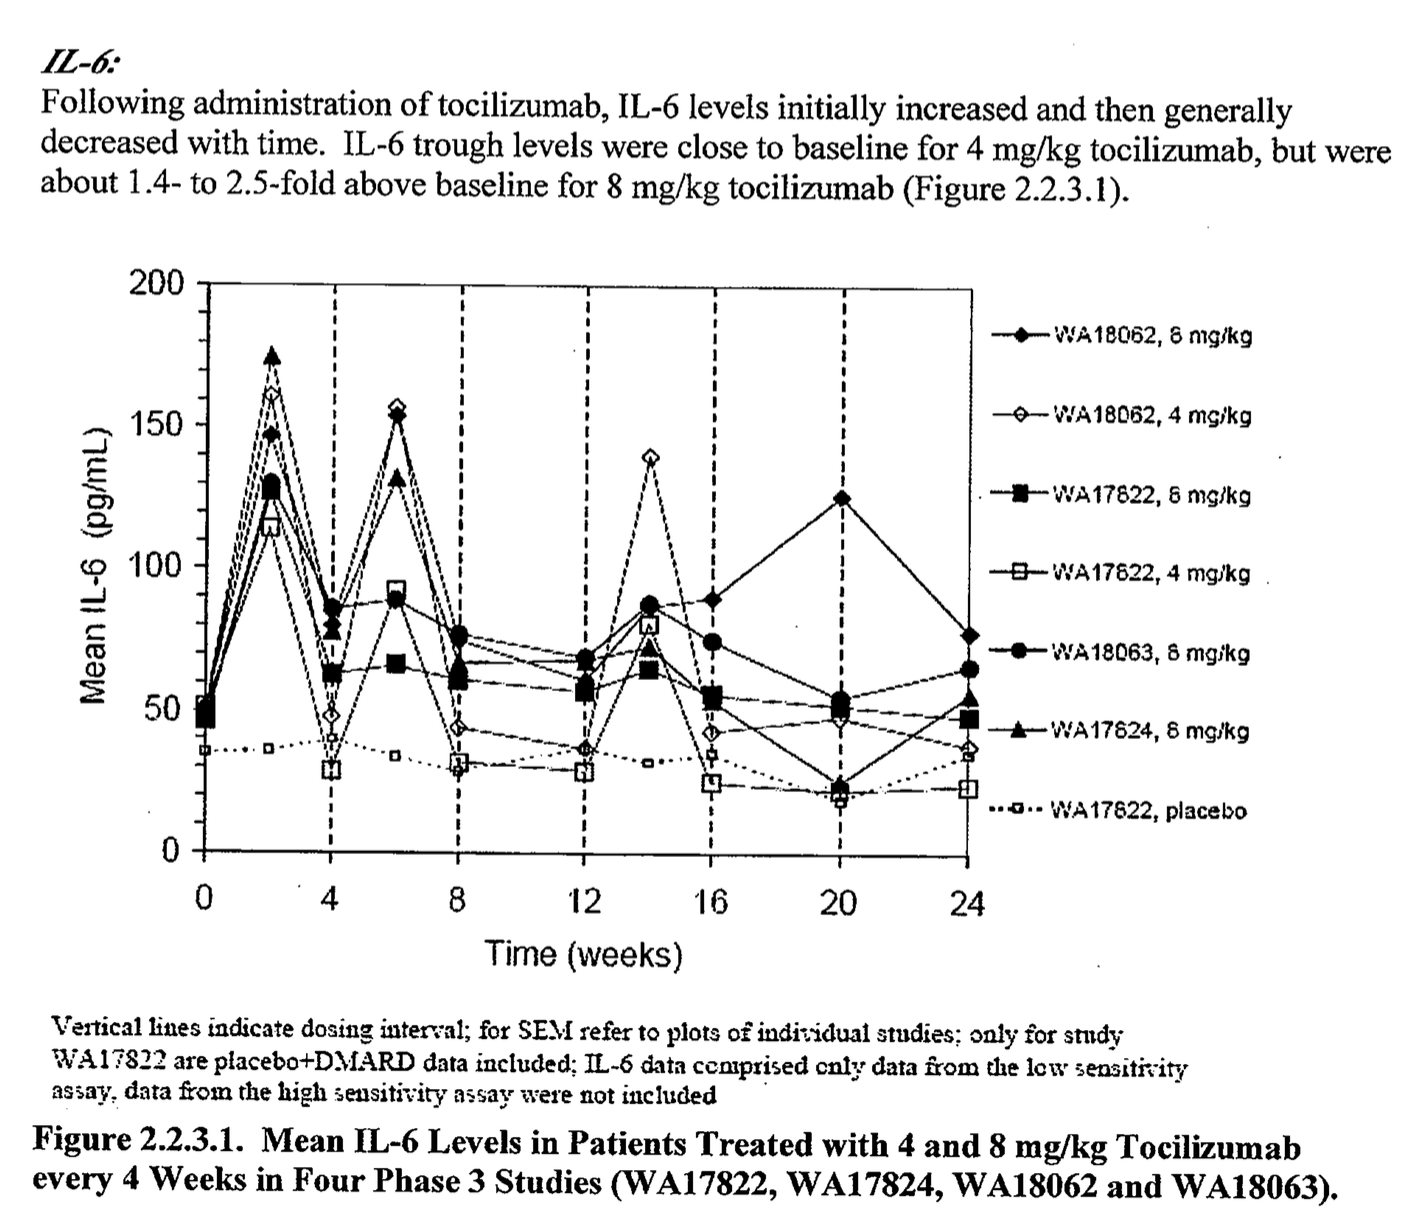 IL-6:
Following administration of tocilizumab, IL-6 levels initially increased and then generally
decreased with time. IL-6 trough levels were close to baseline for 4 mg/kg tocilizumab, but were
about 1.4- to 2.5-fold above baseline for 8 mg/kg tocilizumab (Figure 2.2.3.1).
200
150
100
50
0
Mean IL-6 (pg/mL)
0 4 8 12 16 20 24
Time (weeks)
WA18062, 8 mg/kg
WA18062, 4 mg/kg
WA17822, 8 mg/kg
WA17822, 4 mg/kg
WA18063, 8 mg/kg
WA17824, 8 mg/kg
WA17822, placebo
Vertical lines indicate dosing interval; for SEM refer to plots of individual studies; only for study
WA17822 are placebo+DMARD data included; IL-6 data comprised only data from the low sensitivity
assay, data from the high sensitivity assay were not included
Figure 2.2.3.1. Mean IL-6 Levels in Patients Treated with 4 and 8 mg/kg Tocilizumab
every 4 Weeks in Four Phase 3 Studies (WA17822, WA17824, WA18062 and WA18063).